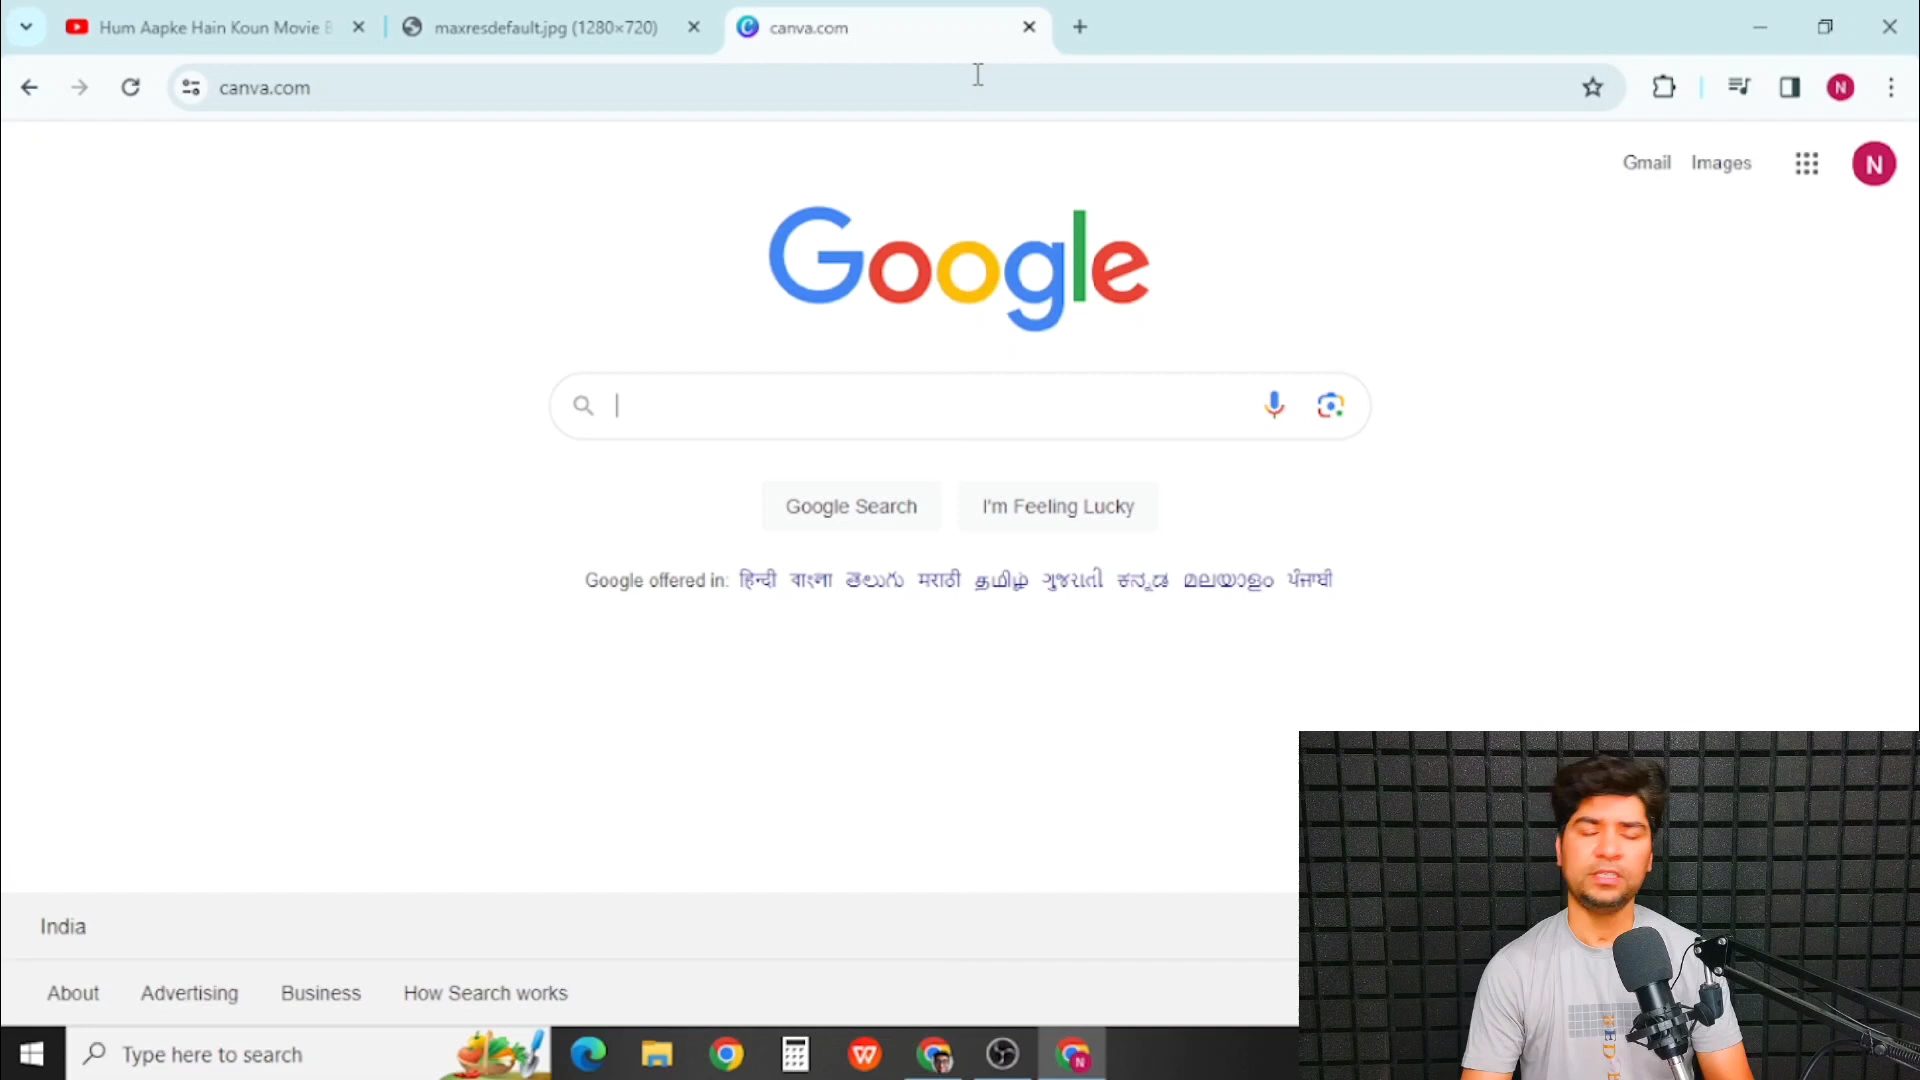 Hum Aapke Hain Koun Movie B
maxresdefault.jpg (1280×720)
canva.com
canva.com
N
Gmail Images
N
Google
Google Search
I'm Feeling Lucky
Google offered in: हिन्दी বাংলা తెలుగు मराठी தமிழ் ગુજરાતી ಕನ್ನಡ മലയാളം ਪੰਜਾਬੀ
India
About Advertising Business How Search works
Type here to search
W
N